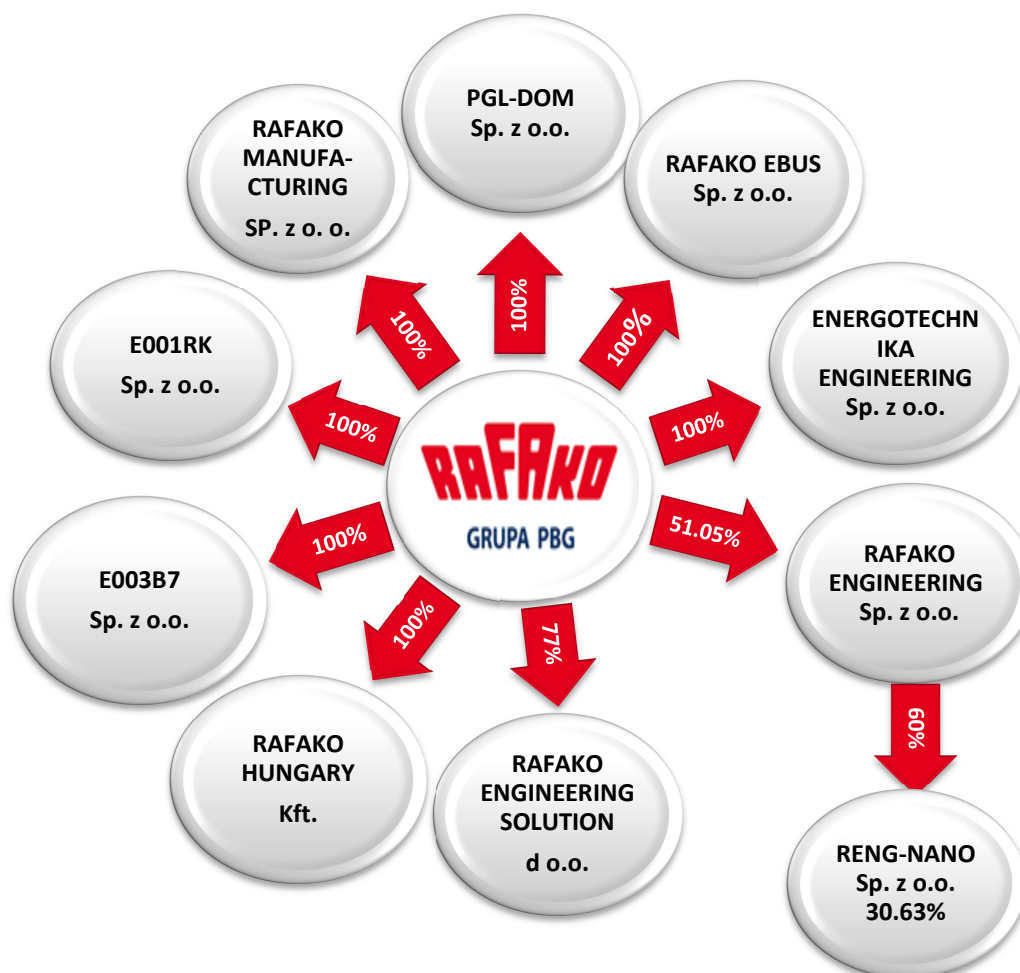 PGL-DOM
Sp. z o.o.
RAFAKO
MANUFA-
CTURING
SP. z o. o.
RAFAKO EBUS
Sp. z o.o.
E001RK
Sp. z o.o.
ENERGOTECHN
IKA
ENGINEERING
Sp. z o.o.
100%
100%
100%
100%
100%
RAFAKO
GRUPA PBG
100%
51.05%
E003B7
Sp. z o.o.
RAFAKO
ENGINEERING
Sp. z o.o.
100%
77%
60%
RAFAKO
HUNGARY
Kft.
RAFAKO
ENGINEERING
SOLUTION
d o.o.
RENG-NANO
Sp. z o.o.
30.63%